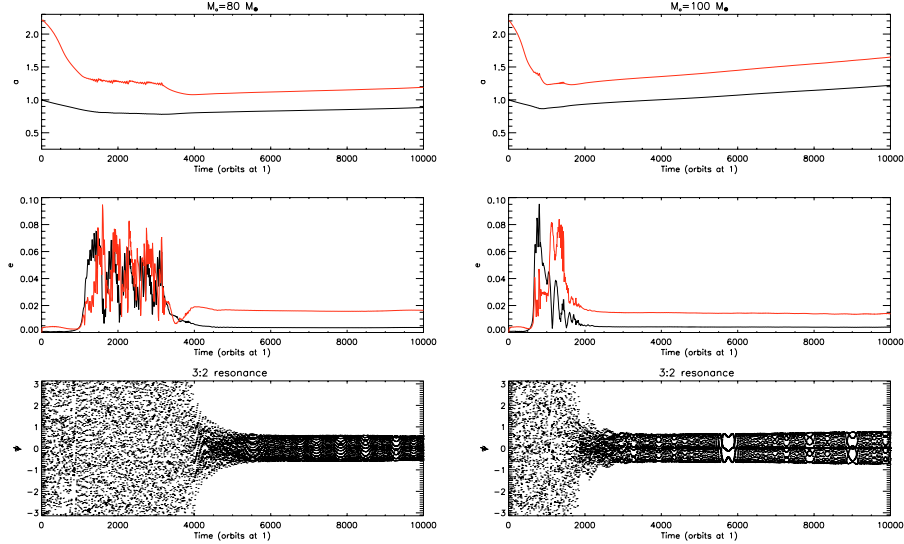 Mₛ=80 M⊕
a
2.0
1.5
1.0
0.5
0 2000 4000 6000 8000 10000
Time (orbits at 1)
Mₛ=100 M⊕
a
2.0
1.5
1.0
0.5
0 2000 4000 6000 8000 10000
Time (orbits at 1)
e
0.10
0.08
0.06
0.04
0.02
0.00
0 2000 4000 6000 8000 10000
Time (orbits at 1)
e
0.10
0.08
0.06
0.04
0.02
0.00
0 2000 4000 6000 8000 10000
Time (orbits at 1)
3:2 resonance
ψ
3
2
1
0
-1
-2
-3
0 2000 4000 6000 8000 10000
Time (orbits at 1)
3:2 resonance
ψ
3
2
1
0
-1
-2
-3
0 2000 4000 6000 8000 10000
Time (orbits at 1)